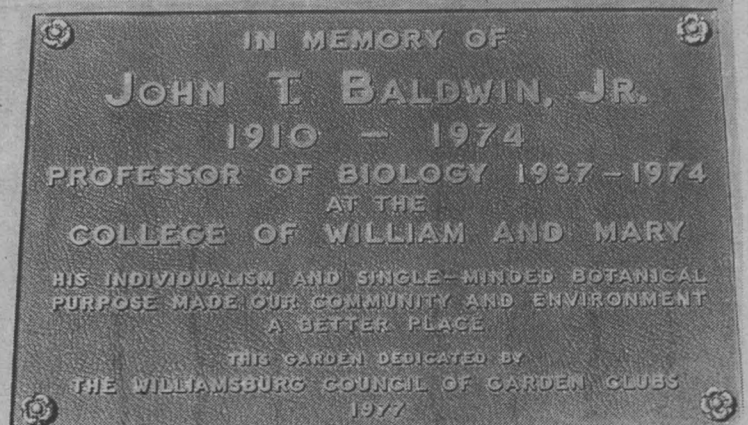 IN MEMORY OF
JOHN T. BALDWIN, JR.
1910 — 1974
PROFESSOR OF BIOLOGY 1937–1974
AT THE
COLLEGE OF WILLIAM AND MARY
HIS INDIVIDUALISM AND SINGLE–MINDED BOTANICAL
PURPOSE MADE OUR COMMUNITY AND ENVIRONMENT
A BETTER PLACE
THIS GARDEN DEDICATED BY
THE WILLIAMSBURG COUNCIL OF GARDEN CLUBS
1977